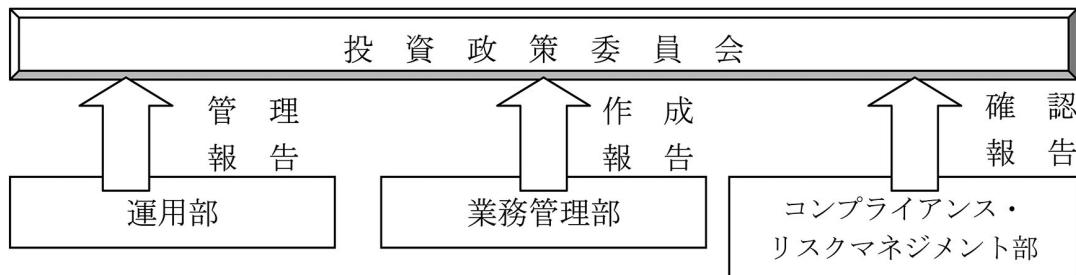 投資政策委員会
管理
報告
作成
報告
確認
報告
運用部
業務管理部
コンプライアンス・
リスクマネジメント部